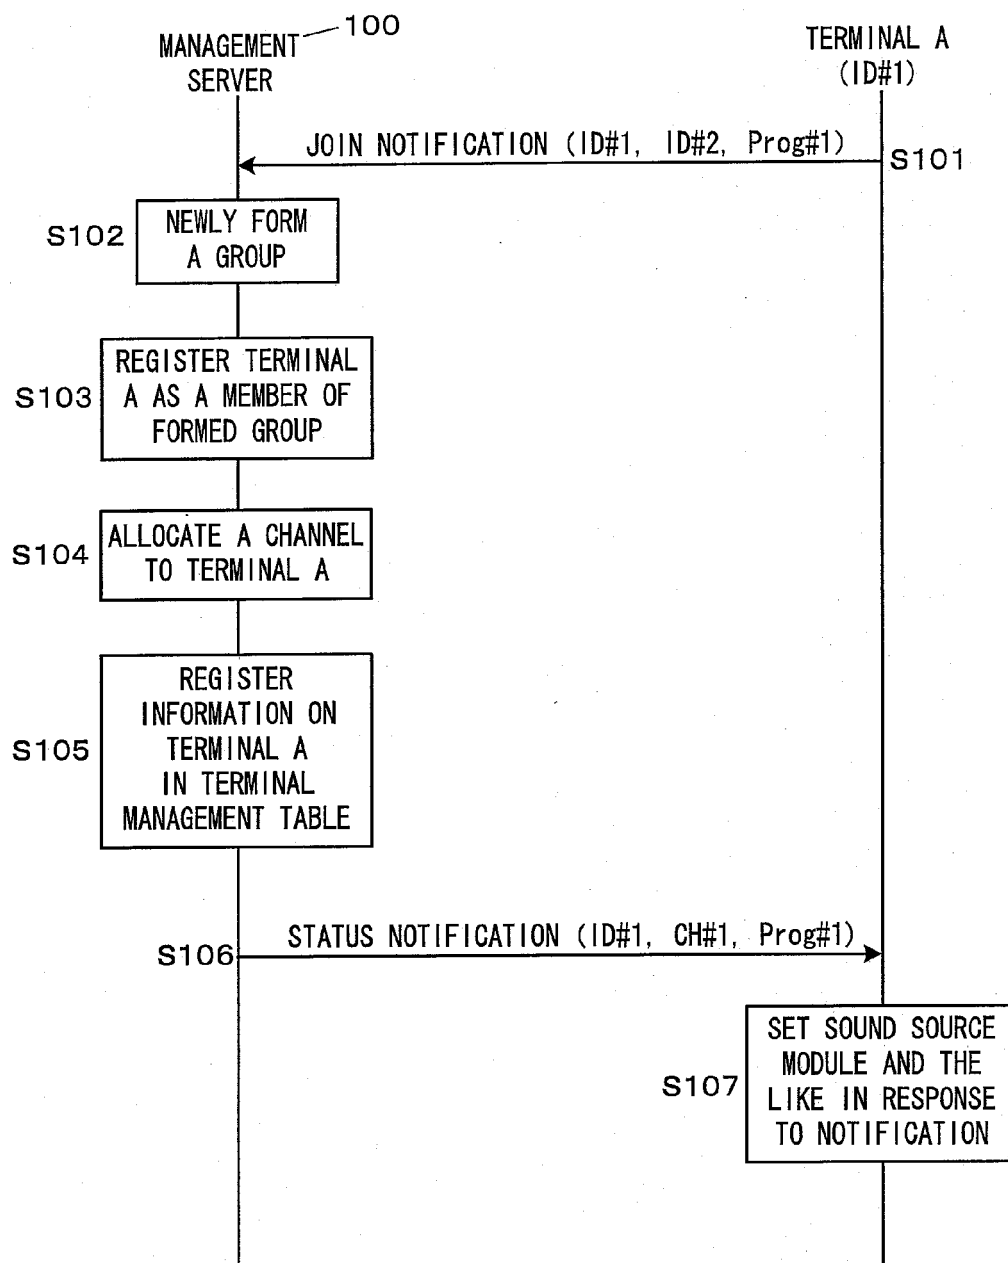 MANAGEMENT
SERVER
100
TERMINAL A
(ID#1)
JOIN NOTIFICATION (ID#1, ID#2, Prog#1)
S101
S102
NEWLY FORM
A GROUP
S103
REGISTER TERMINAL
A AS A MEMBER OF
FORMED GROUP
S104
ALLOCATE A CHANNEL
TO TERMINAL A
S105
REGISTER
INFORMATION ON
TERMINAL A
IN TERMINAL
MANAGEMENT TABLE
S106
STATUS NOTIFICATION (ID#1, CH#1, Prog#1)
S107
SET SOUND SOURCE
MODULE AND THE
LIKE IN RESPONSE
TO NOTIFICATION